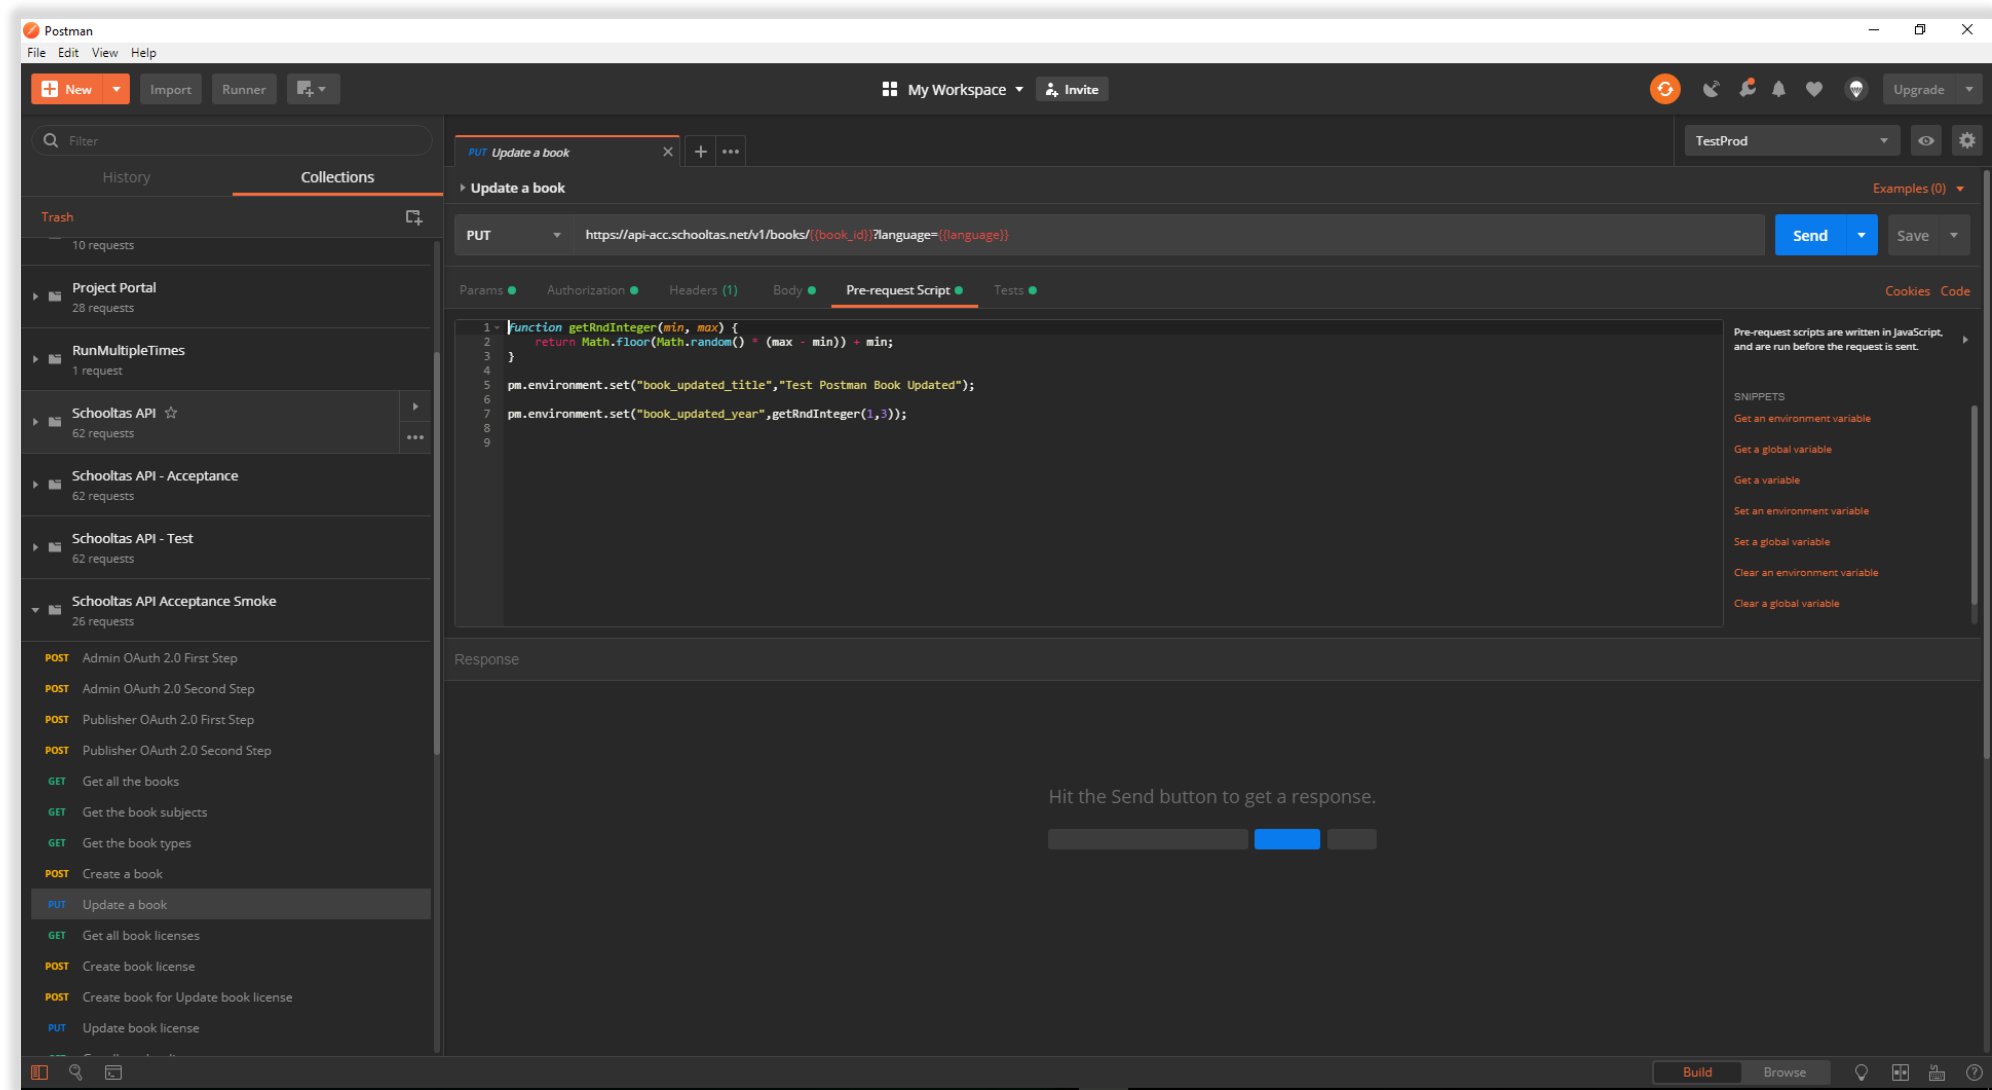 Postman
File Edit View Help
New Import Runner My Workspace Invite Upgrade
Filter
History Collections
Trash
10 requests
Project Portal
28 requests
RunMultipleTimes
1 request
Schooltas API
62 requests
Schooltas API - Acceptance
62 requests
Schooltas API - Test
62 requests
Schooltas API Acceptance Smoke
26 requests
POST Admin OAuth 2.0 First Step
POST Admin OAuth 2.0 Second Step
POST Publisher OAuth 2.0 First Step
POST Publisher OAuth 2.0 Second Step
GET Get all the books
GET Get the book subjects
GET Get the book types
POST Create a book
PUT Update a book
GET Get all book licenses
POST Create book license
POST Create book for Update book license
PUT Update book license
PUT Update a book
TestProd
Update a book
Examples (0)
PUT https://api-acc.schooltas.net/v1/books/{{book_id}}?language={{language}} Send Save
Params Authorization Headers (1) Body Pre-request Script Tests Cookies Code
1 function getRndInteger(min, max) {
2 return Math.floor(Math.random() * (max - min)) + min;
3 }
4
5 pm.environment.set("book_updated_title","Test Postman Book Updated");
6
7 pm.environment.set("book_updated_year",getRndInteger(1,3));
8
9
Pre-request scripts are written in JavaScript,
and are run before the request is sent.
SNIPPETS
Get an environment variable
Get a global variable
Get a variable
Set an environment variable
Set a global variable
Clear an environment variable
Clear a global variable
Response
Hit the Send button to get a response.
Build Browse